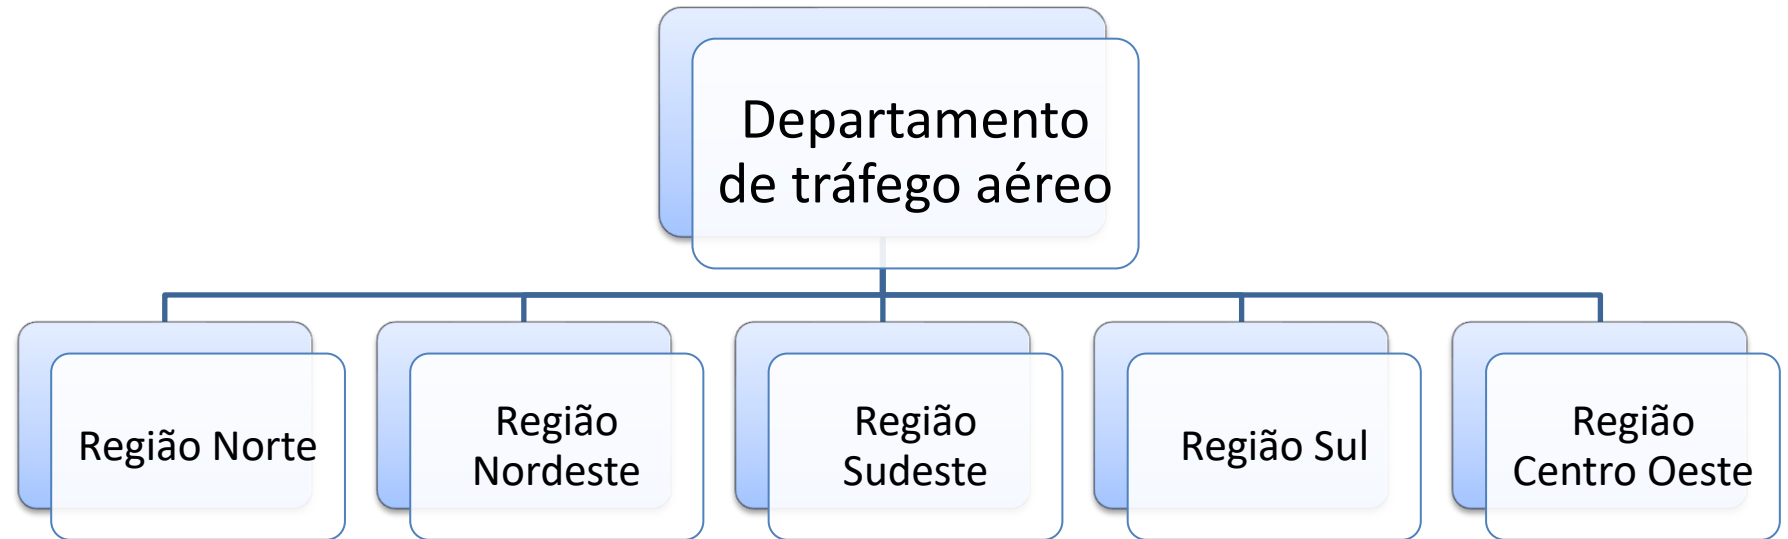 Departamento
de tráfego aéreo
Região Norte
Região
Nordeste
Região
Sudeste
Região Sul
Região
Centro Oeste